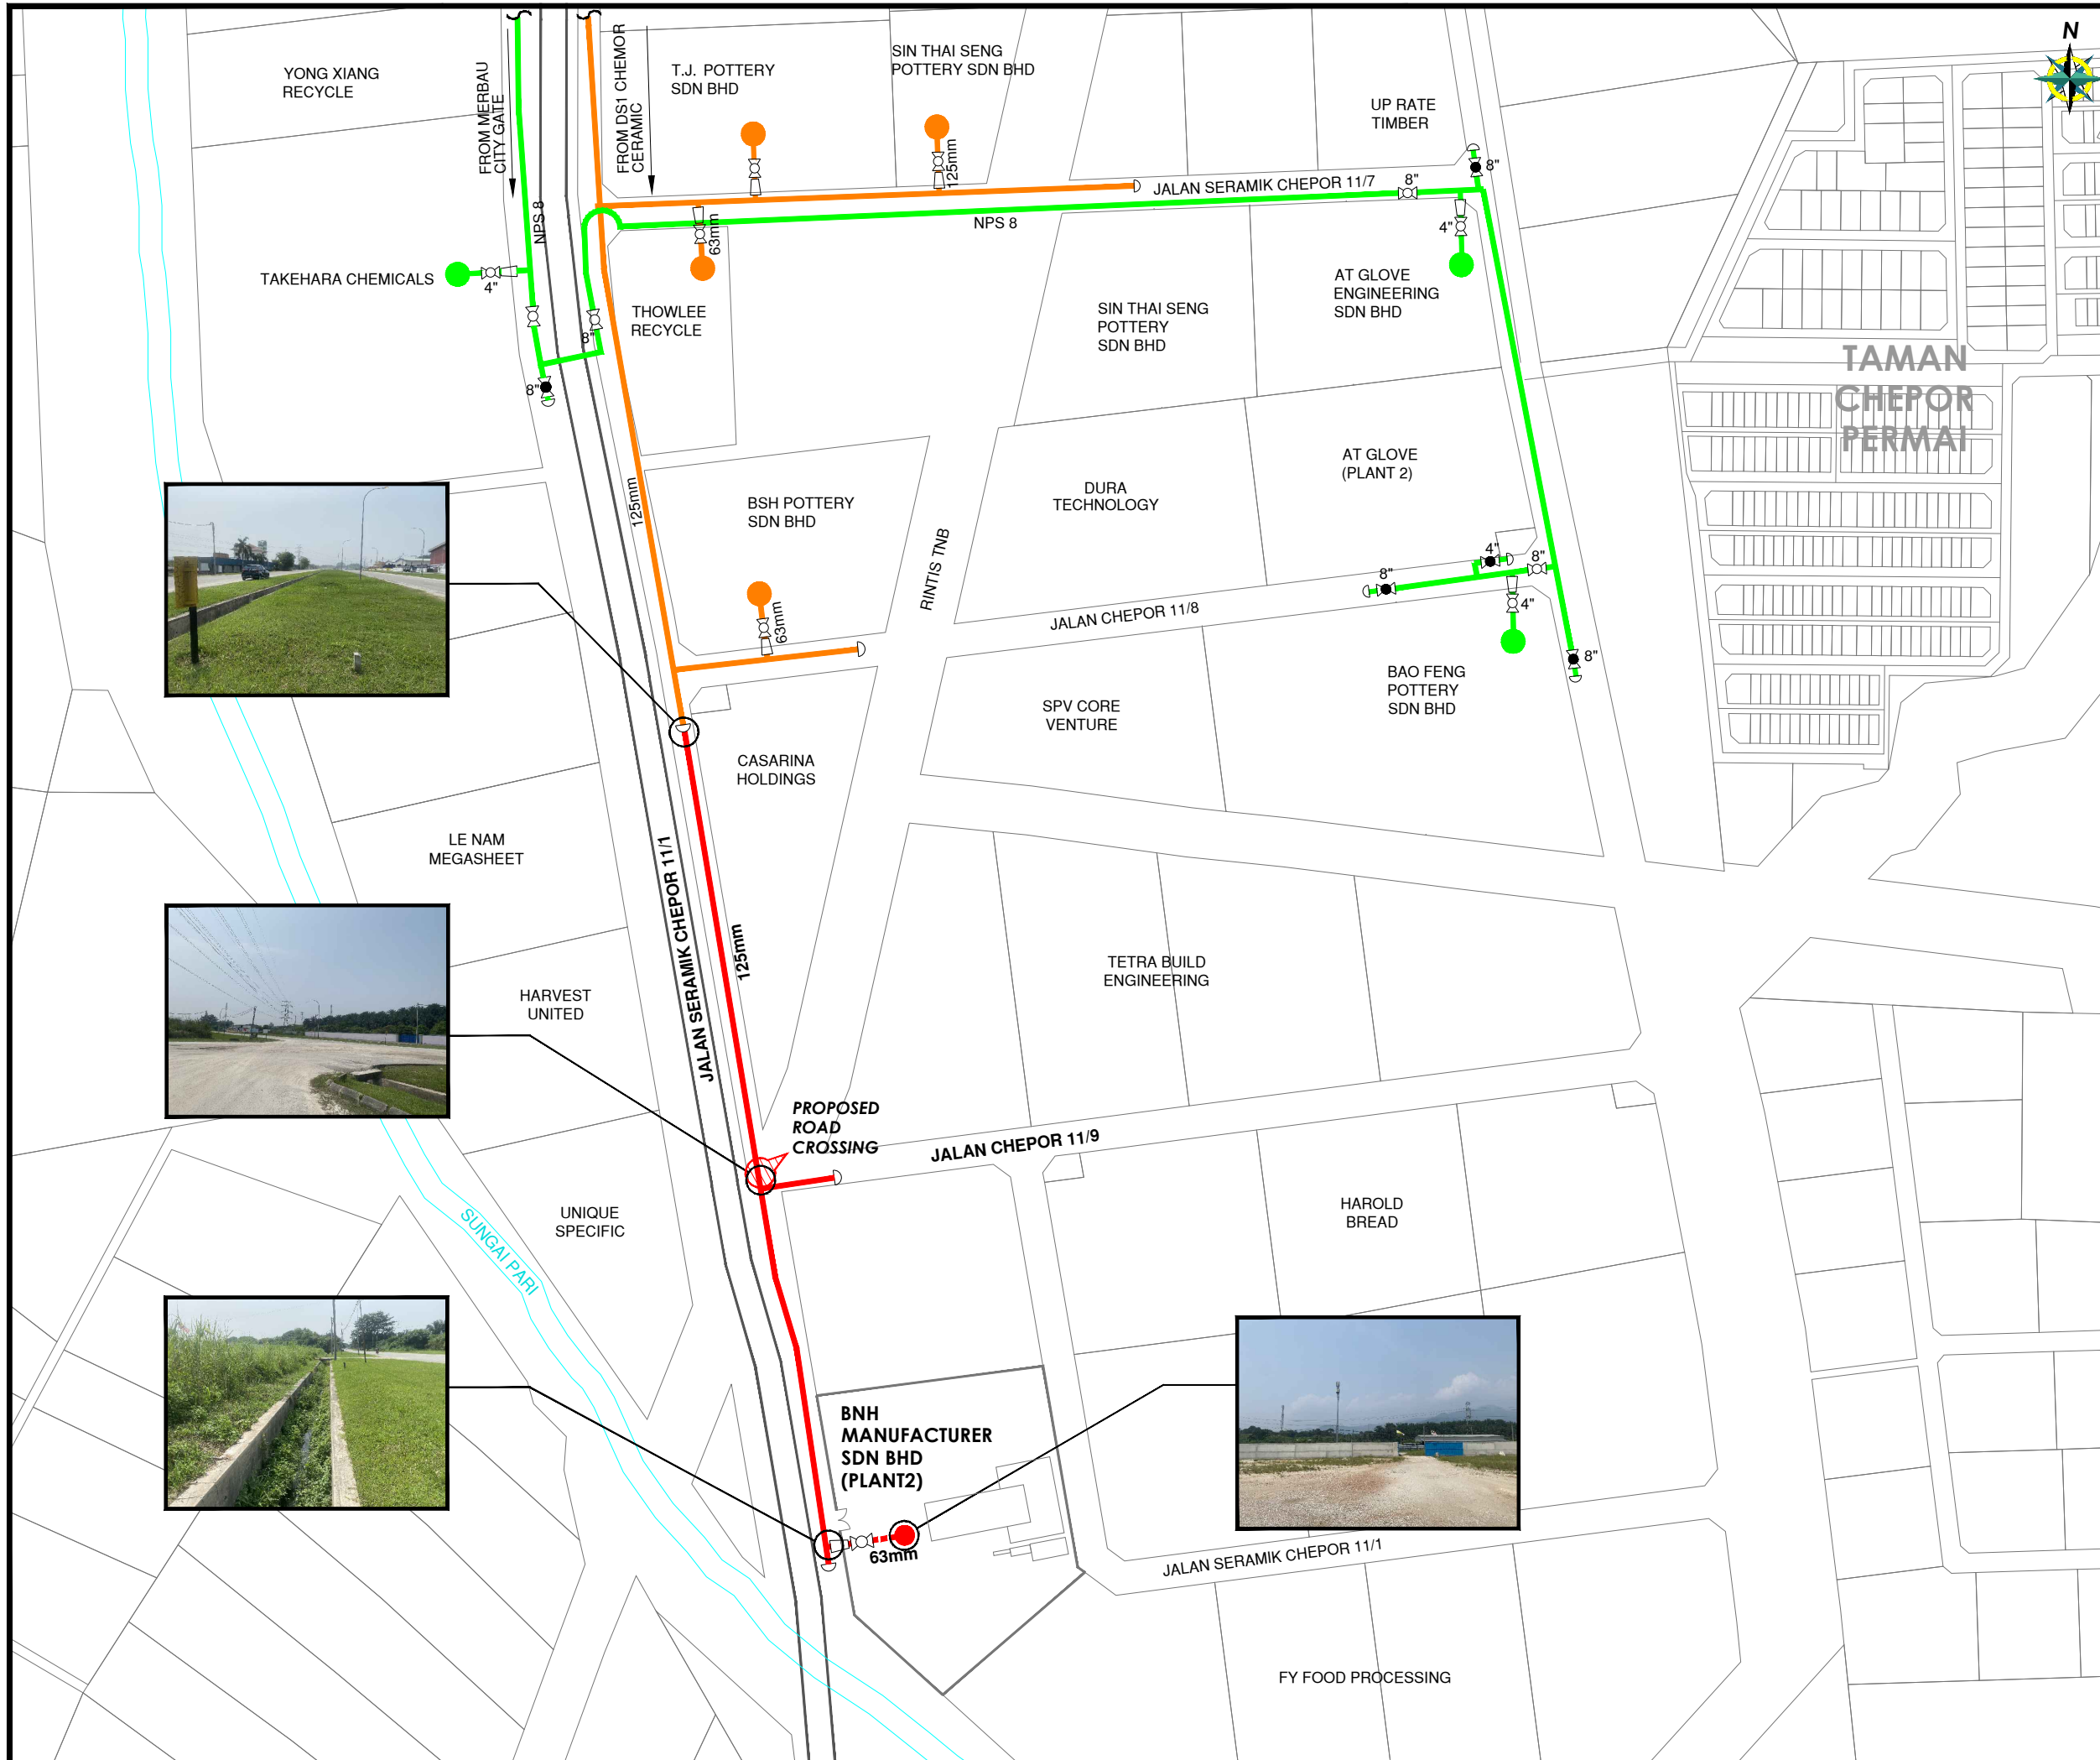 N
YONG XIANG
RECYCLE
FROM MERBAU
CITY GATE
FROM DS1 CHEMOR
CERAMIC
T.J. POTTERY
SDN BHD
SIN THAI SENG
POTTERY SDN BHD
UP RATE
TIMBER
125mm
8"
JALAN SERAMIK CHEPOR 11/7
8"
NPS 8
NPS 8
63mm
4"
TAKEHARA CHEMICALS
4"
THOWLEE
RECYCLE
8"
8"
SIN THAI SENG
POTTERY
SDN BHD
AT GLOVE
ENGINEERING
SDN BHD
TAMAN
CHEPOR
PERMAI
125mm
BSH POTTERY
SDN BHD
DURA
TECHNOLOGY
AT GLOVE
(PLANT 2)
RINTIS TNB
4"
8"
8"
4"
63mm
JALAN CHEPOR 11/8
8"
BAO FENG
POTTERY
SDN BHD
SPV CORE
VENTURE
CASARINA
HOLDINGS
LE NAM
MEGASHEET
JALAN SERAMIK CHEPOR 11/1
125mm
TETRA BUILD
ENGINEERING
HARVEST
UNITED
PROPOSED
ROAD
CROSSING
JALAN CHEPOR 11/9
UNIQUE
SPECIFIC
HAROLD
BREAD
SUNGAI PARI
BNH
MANUFACTURER
SDN BHD
(PLANT2)
63mm
JALAN SERAMIK CHEPOR 11/1
FY FOOD PROCESSING